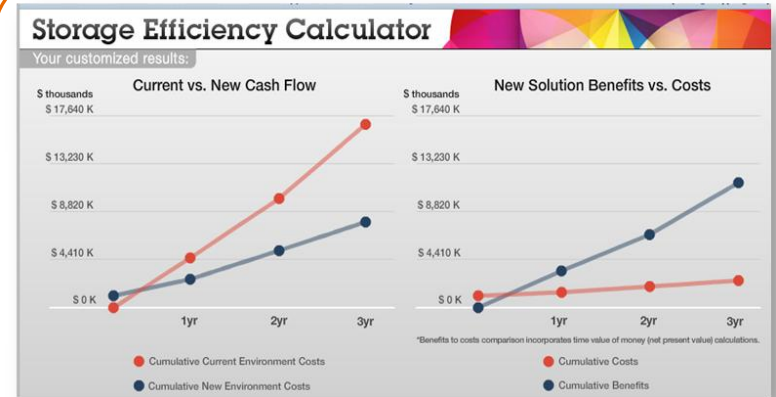 Storage Efficiency Calculator
Your customized results:
Current vs. New Cash Flow
$ thousands
$ 17,640 K
$ 13,230 K
$ 8,820 K
$ 4,410 K
$ 0 K
1yr 2yr 3yr
Cumulative Current Environment Costs
Cumulative New Environment Costs
New Solution Benefits vs. Costs
$ thousands
$ 17,640 K
$ 13,230 K
$ 8,820 K
$ 4,410 K
$ 0 K
1yr 2yr 3yr
*Benefits to costs comparison incorporates time value of money (net present value) calculations.
Cumulative Costs
Cumulative Benefits